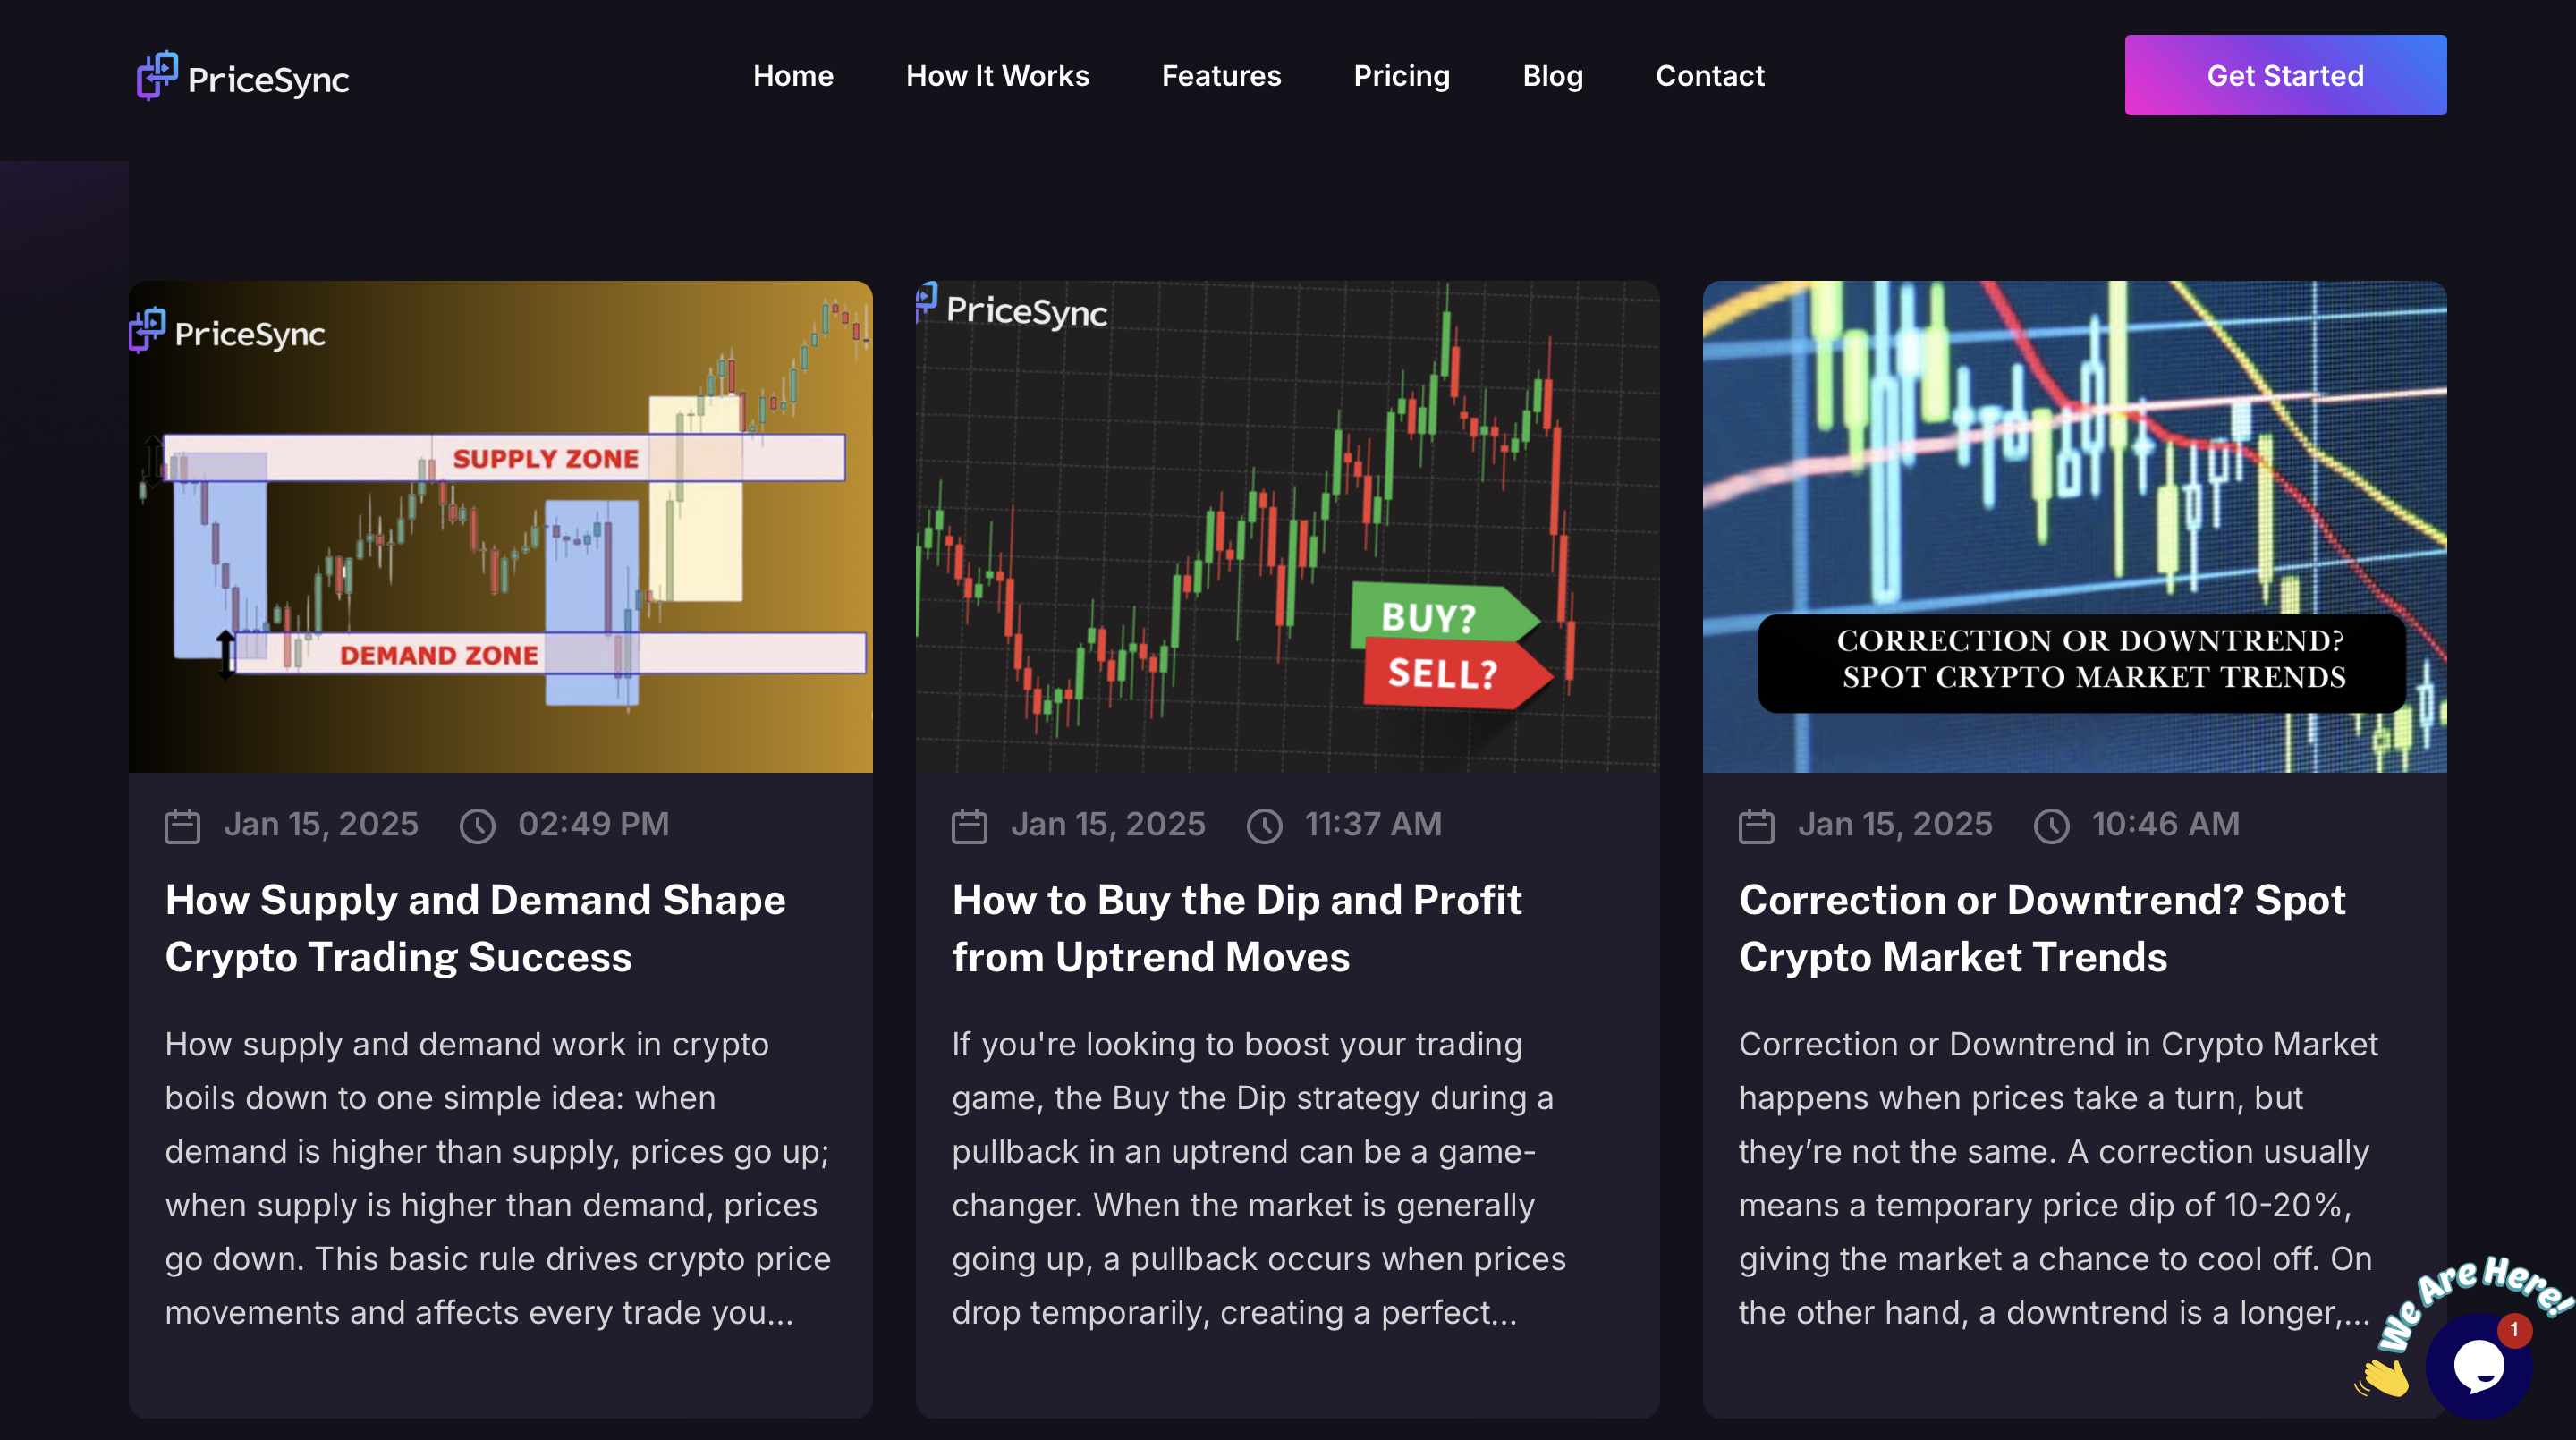 PriceSync
Home
How It Works
Features
Pricing
Blog
Contact
Get Started
PriceSync
SUPPLY ZONE
DEMAND ZONE
Jan 15, 2025
02:49 PM
How Supply and Demand Shape
Crypto Trading Success
How supply and demand work in crypto
boils down to one simple idea: when
demand is higher than supply, prices go up;
when supply is higher than demand, prices
go down. This basic rule drives crypto price
movements and affects every trade you...
PriceSync
BUY?
SELL?
Jan 15, 2025
11:37 AM
How to Buy the Dip and Profit
from Uptrend Moves
If you're looking to boost your trading
game, the Buy the Dip strategy during a
pullback in an uptrend can be a game-
changer. When the market is generally
going up, a pullback occurs when prices
drop temporarily, creating a perfect...
CORRECTION OR DOWNTREND?
SPOT CRYPTO MARKET TRENDS
Jan 15, 2025
10:46 AM
Correction or Downtrend? Spot
Crypto Market Trends
Correction or Downtrend in Crypto Market
happens when prices take a turn, but
they’re not the same. A correction usually
means a temporary price dip of 10-20%,
giving the market a chance to cool off. On
the other hand, a downtrend is a longer,...
We Are Here!
1